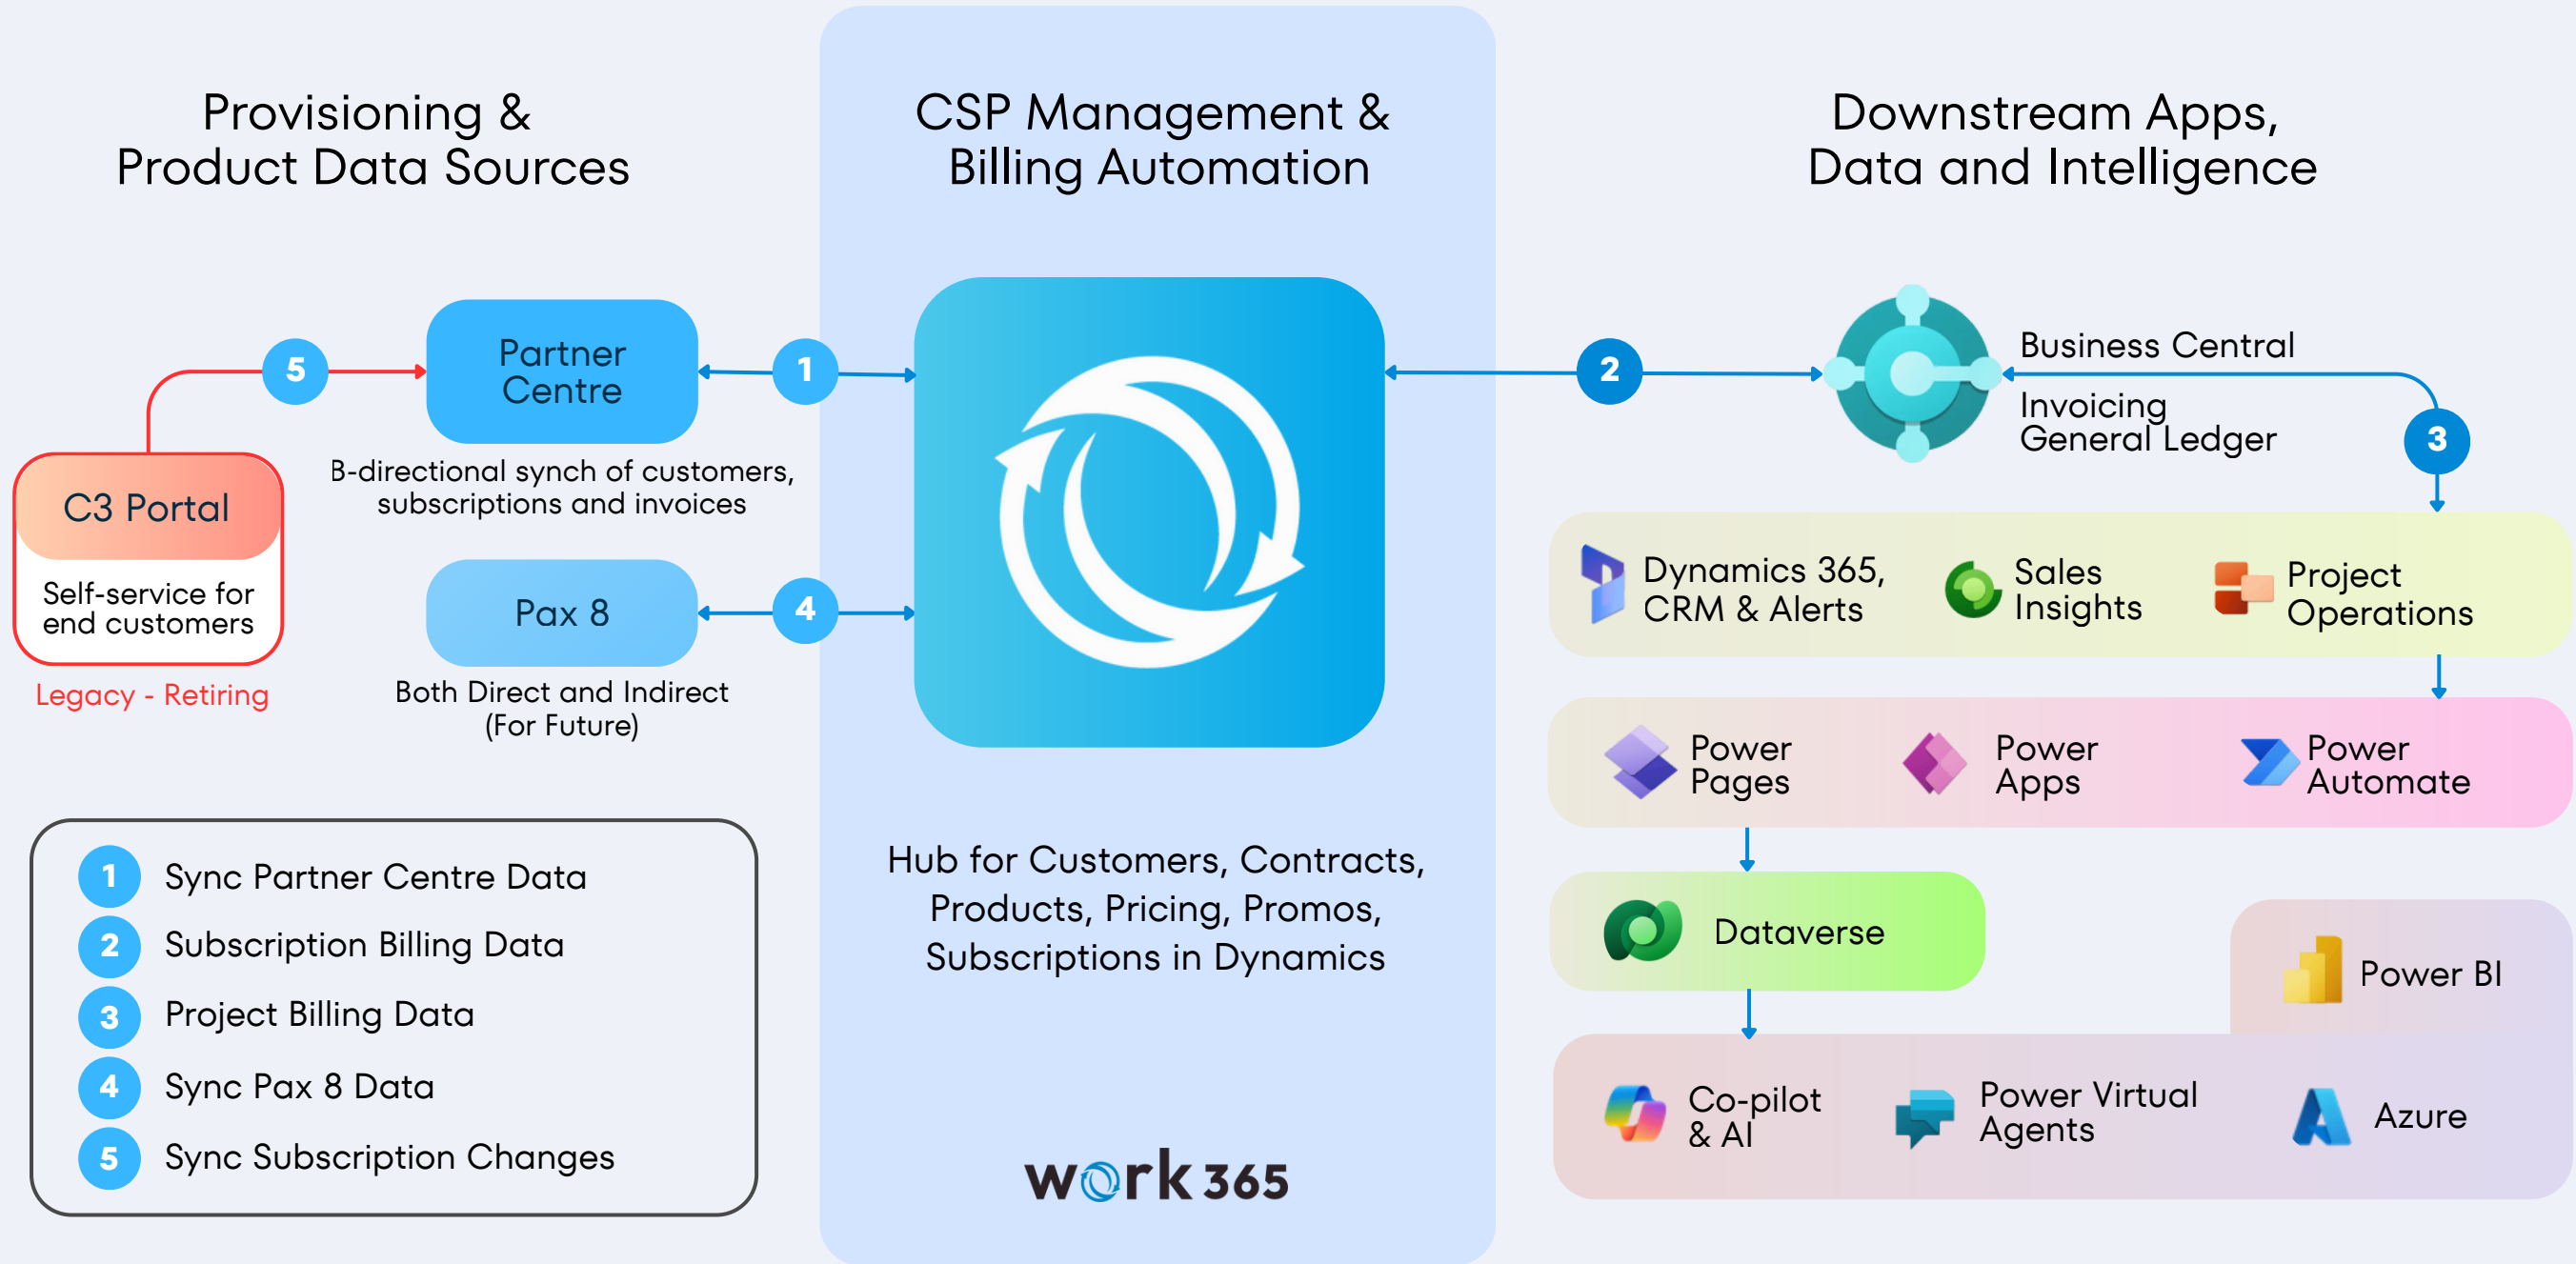 Provisioning &
Product Data Sources
CSP Management &
Billing Automation
Downstream Apps,
Data and Intelligence
5
Partner
Centre
1
B-directional synch of customers,
subscriptions and invoices
C3 Portal
Self-service for
end customers
Legacy - Retiring
Pax 8
4
Both Direct and Indirect
(For Future)
1 Sync Partner Centre Data
2 Subscription Billing Data
3 Project Billing Data
4 Sync Pax 8 Data
5 Sync Subscription Changes
Hub for Customers, Contracts,
Products, Pricing, Promos,
Subscriptions in Dynamics
work 365
2
Business Central
Invoicing
General Ledger
3
Dynamics 365,
CRM & Alerts
Sales
Insights
Project
Operations
Power
Pages
Power
Apps
Power
Automate
Dataverse
Power BI
Co-pilot
& AI
Power Virtual
Agents
Azure